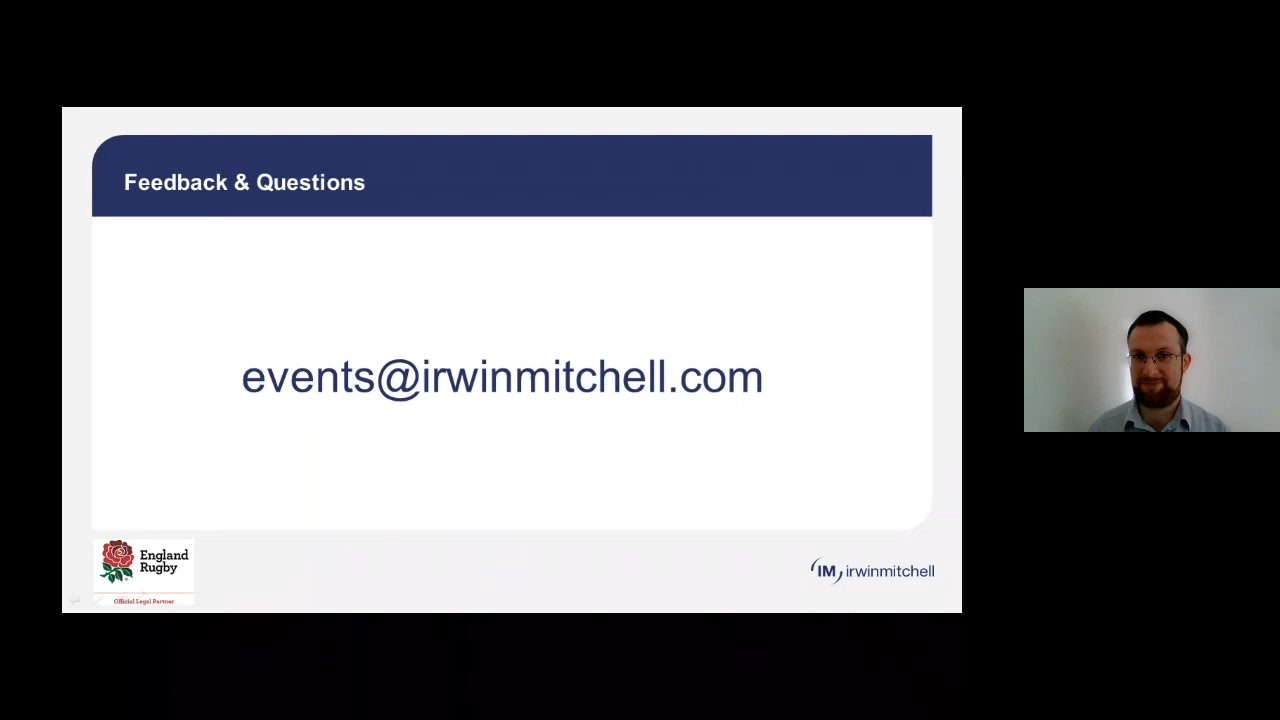 Feedback & Questions
events@irwinmitchell.com
England
Rugby
Official Legal Partner
IM irwinmitchell